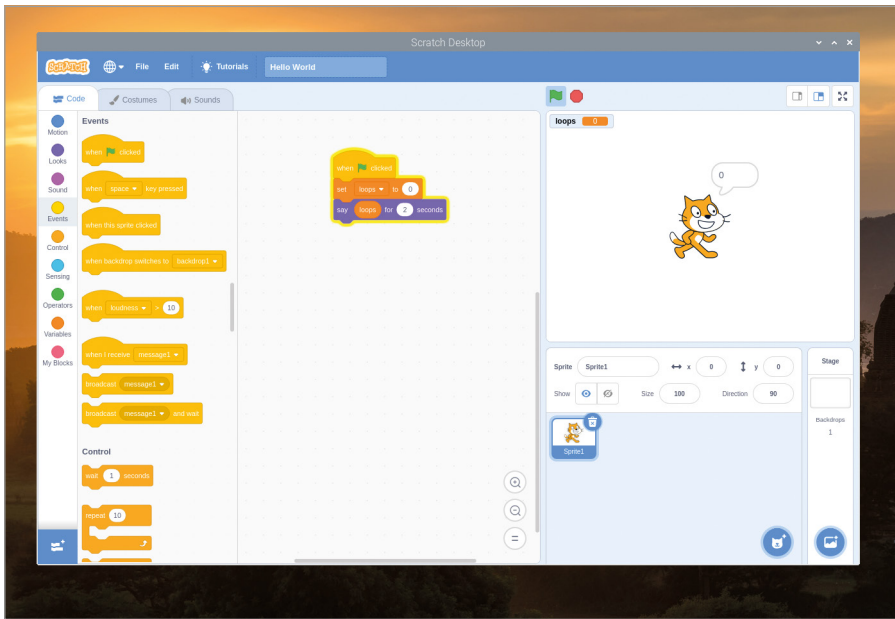 Scratch Desktop
SCRATCH
File Edit Tutorials Hello World
Code Costumes Sounds
Motion
Looks
Sound
Events
Control
Sensing
Operators
Variables
My Blocks
Events
when clicked
when space key pressed
when this sprite clicked
when backdrop switches to backdrop1
when loudness > 10
when I receive message1
broadcast message1
broadcast message1 and wait
Control
wait 1 seconds
repeat 10
when clicked
set loops to 0
say loops for 2 seconds
loops 0
0
Sprite Sprite1 x 0 y 0
Show Size 100 Direction 90
Sprite1
Stage
Backdrops
1